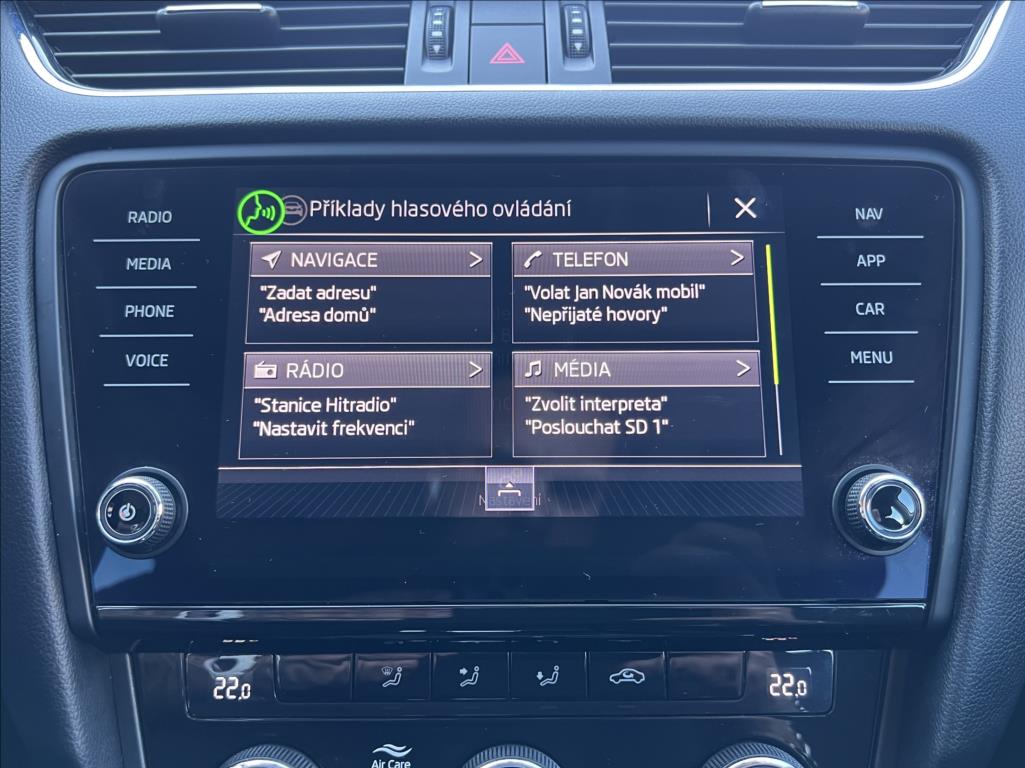 Příklady hlasového ovládání
NAVIGACE
"Zadat adresu"
"Adresa domů"
TELEFON
"Volat Jan Novák mobil"
"Nepřijaté hovory"
RÁDIO
"Stanice Hitradio"
"Nastavit frekvenci"
MÉDIA
"Zvolit interpreta"
"Poslouchat SD 1"
Nastavení
RADIO
MEDIA
PHONE
VOICE
NAV
APP
CAR
MENU
22.0
22.0
Air Care